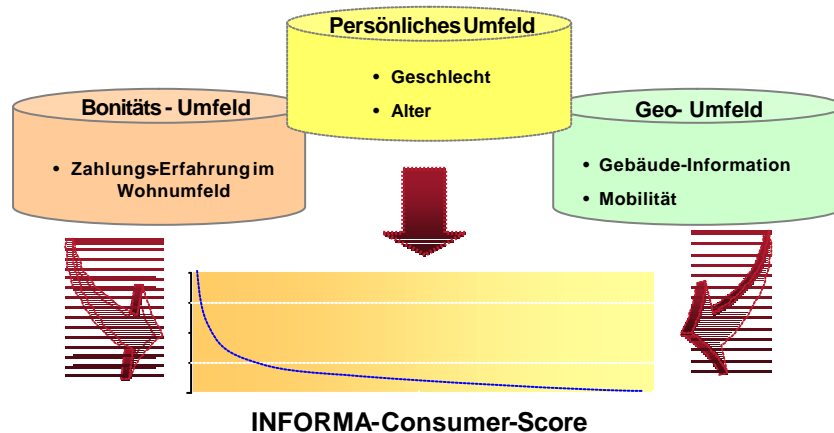 Persönliches Umfeld
• Geschlecht
• Alter
Bonitäts - Umfeld
• Zahlungs-Erfahrung im
Wohnumfeld
Geo- Umfeld
• Gebäude-Information
• Mobilität
INFORMA-Consumer-Score